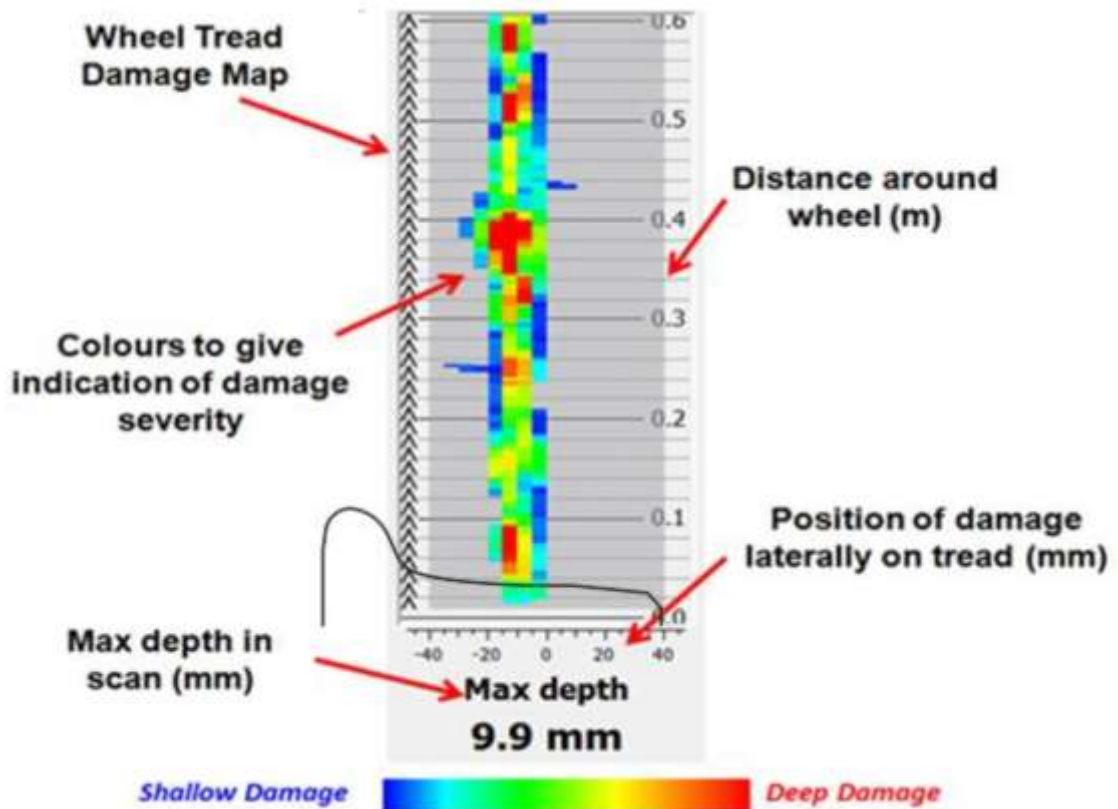 Wheel Tread
Damage Map
0.6
0.5
Distance around
wheel (m)
0.4
Colours to give
indication of damage
severity
0.3
0.2
0.1
Position of damage
laterally on tread (mm)
0.0
Max depth in
scan (mm)
-40 -20 0 20 40
Max depth
9.9 mm
Shallow Damage Deep Damage